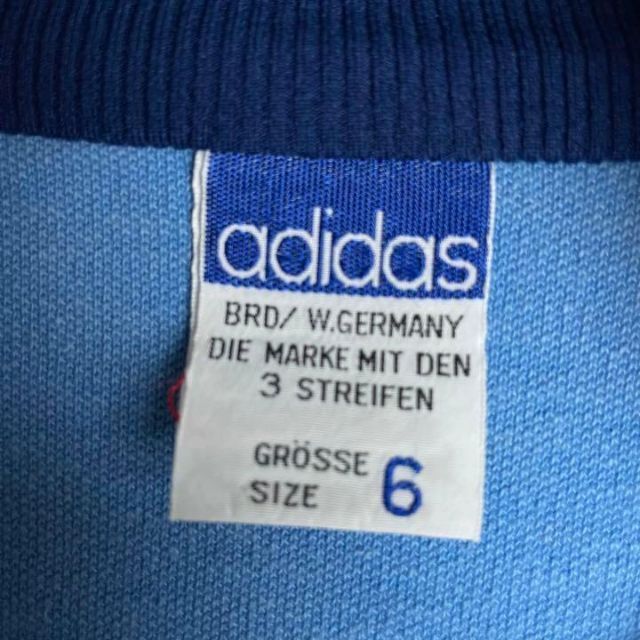 adidas
BRD/ W.GERMANY
DIE MARKE MIT DEN
3 STREIFEN
GRÖSSE
SIZE 6